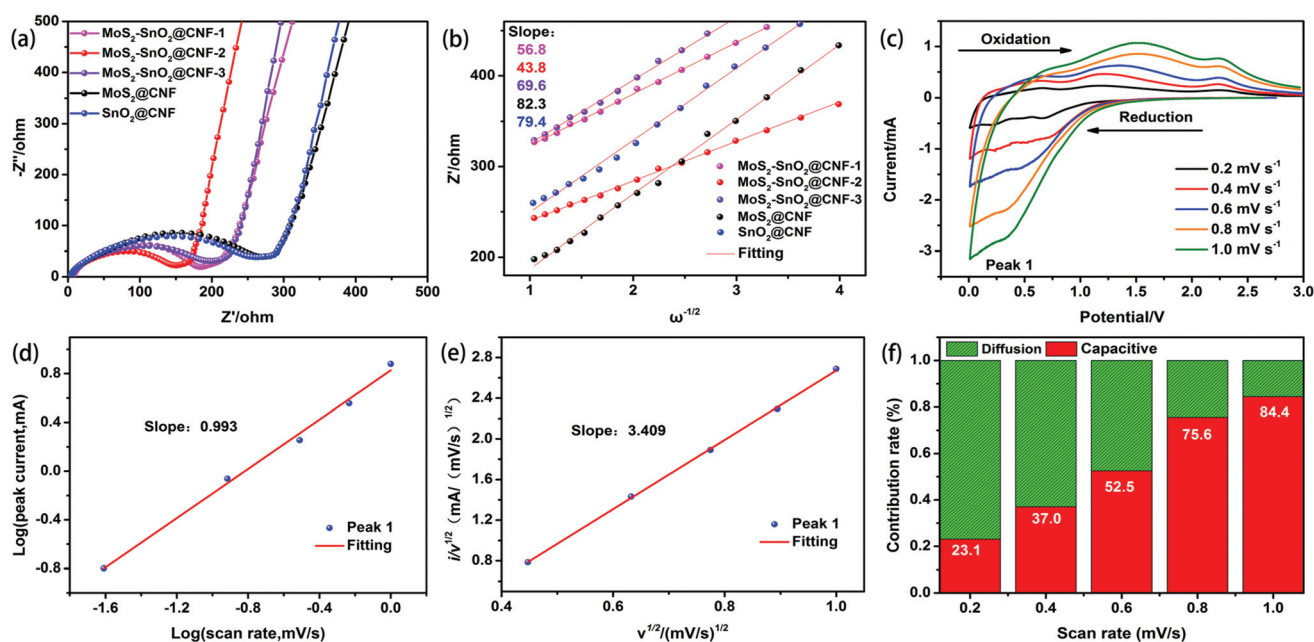 (a)
MoS₂-SnO₂@CNF-1
MoS₂-SnO₂@CNF-2
MoS₂-SnO₂@CNF-3
MoS₂@CNF
SnO₂@CNF
-Z''/ohm
500
400
300
200
100
0
0 100 200 300 400 500
Z'/ohm
(b)
Slope:
56.8
43.8
69.6
82.3
79.4
MoS₂-SnO₂@CNF-1
MoS₂-SnO₂@CNF-2
MoS₂-SnO₂@CNF-3
MoS₂@CNF
SnO₂@CNF
Fitting
Z'/ohm
400
300
200
1 2 3 4
ω⁻¹/²
(c)
Oxidation
Reduction
0.2 mV s⁻¹
0.4 mV s⁻¹
0.6 mV s⁻¹
0.8 mV s⁻¹
1.0 mV s⁻¹
Peak 1
Current/mA
1
0
-1
-2
-3
0.0 0.5 1.0 1.5 2.0 2.5 3.0
Potential/V
(d)
Slope: 0.993
Peak 1
Fitting
Log(peak current,mA)
0.8
0.4
0.0
-0.4
-0.8
-1.6 -1.2 -0.8 -0.4 0.0
Log(scan rate,mV/s)
(e)
Slope: 3.409
Peak 1
Fitting
i/v¹/² (mA/ (mV/s) ¹/²)
2.8
2.4
2.0
1.6
1.2
0.8
0.4 0.6 0.8 1.0
v¹/²/(mV/s)¹/²
(f)
Diffusion Capacitive
Contribution rate (%)
1.0
0.8
0.6
0.4
0.2
0.0
23.1
37.0
52.5
75.6
84.4
0.2 0.4 0.6 0.8 1.0
Scan rate (mV/s)